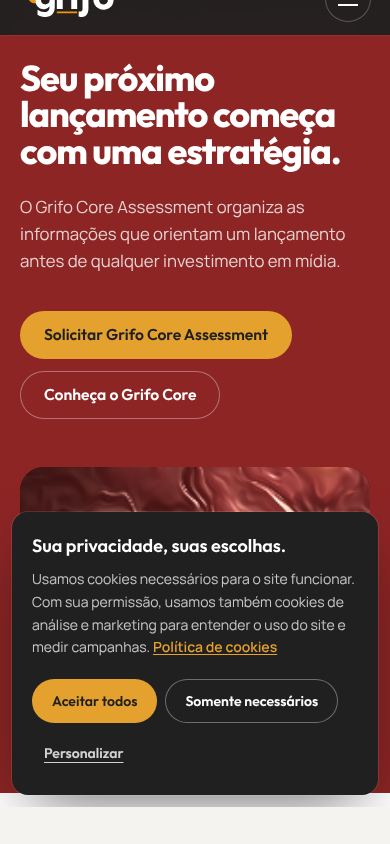 grifo
Seu próximo
lançamento começa
com uma estratégia.
O Grifo Core Assessment organiza as
informações que orientam um lançamento
antes de qualquer investimento em mídia.
Solicitar Grifo Core Assessment
Conheça o Grifo Core
Sua privacidade, suas escolhas.
Usamos cookies necessários para o site funcionar.
Com sua permissão, usamos também cookies de
análise e marketing para entender o uso do site e
medir campanhas. Política de cookies
Aceitar todos
Somente necessários
Personalizar